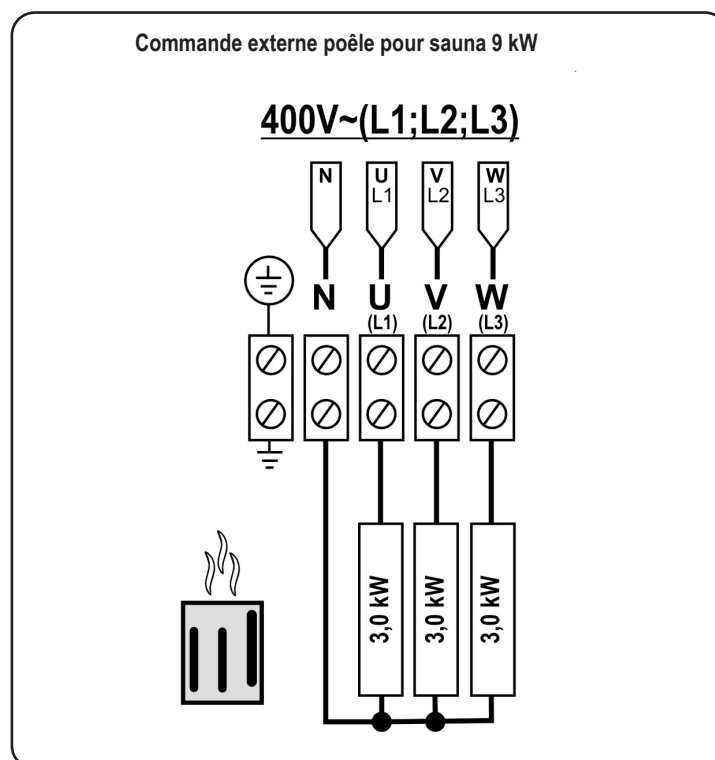 Commande externe poêle pour sauna 9 kW
400V~(L1;L2;L3)
N U V W
L1 L2 L3
N U V W
(L1) (L2) (L3)
3,0 kW 3,0 kW 3,0 kW